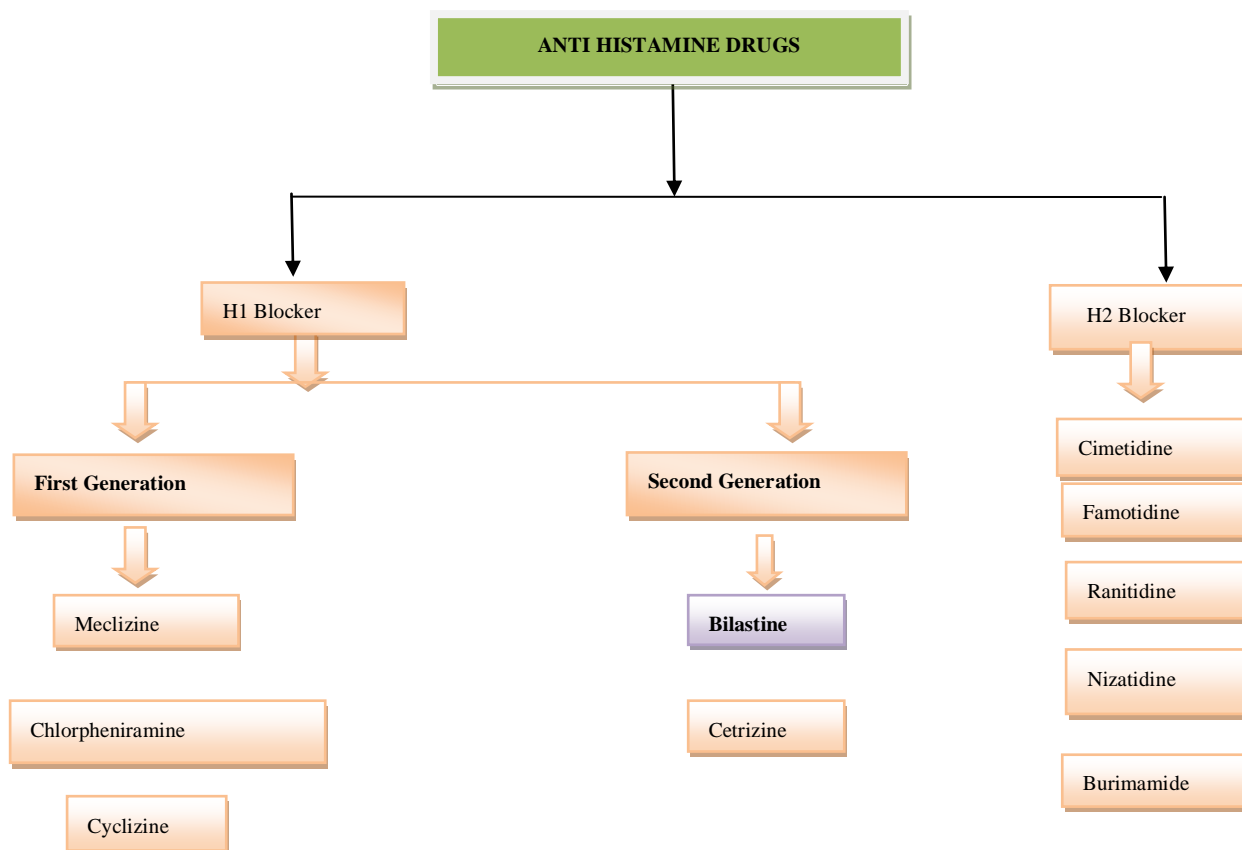 ANTI HISTAMINE DRUGS
H1 Blocker
H2 Blocker
First Generation
Second Generation
Cimetidine
Famotidine
Ranitidine
Nizatidine
Burimamide
Meclizine
Bilastine
Chlorpheniramine
Cetrizine
Cyclizine